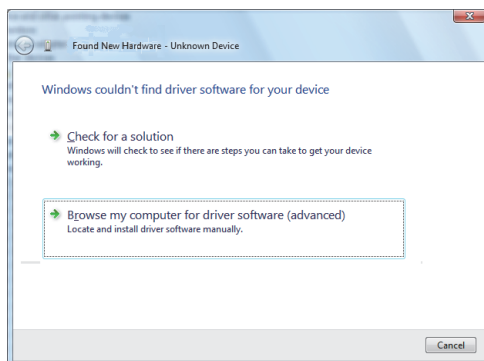 Found New Hardware - Unknown Device
Windows couldn't find driver software for your device
Check for a solution
Windows will check to see if there are steps you can take to get your device
working.
Browse my computer for driver software (advanced)
Locate and install driver software manually.
Cancel